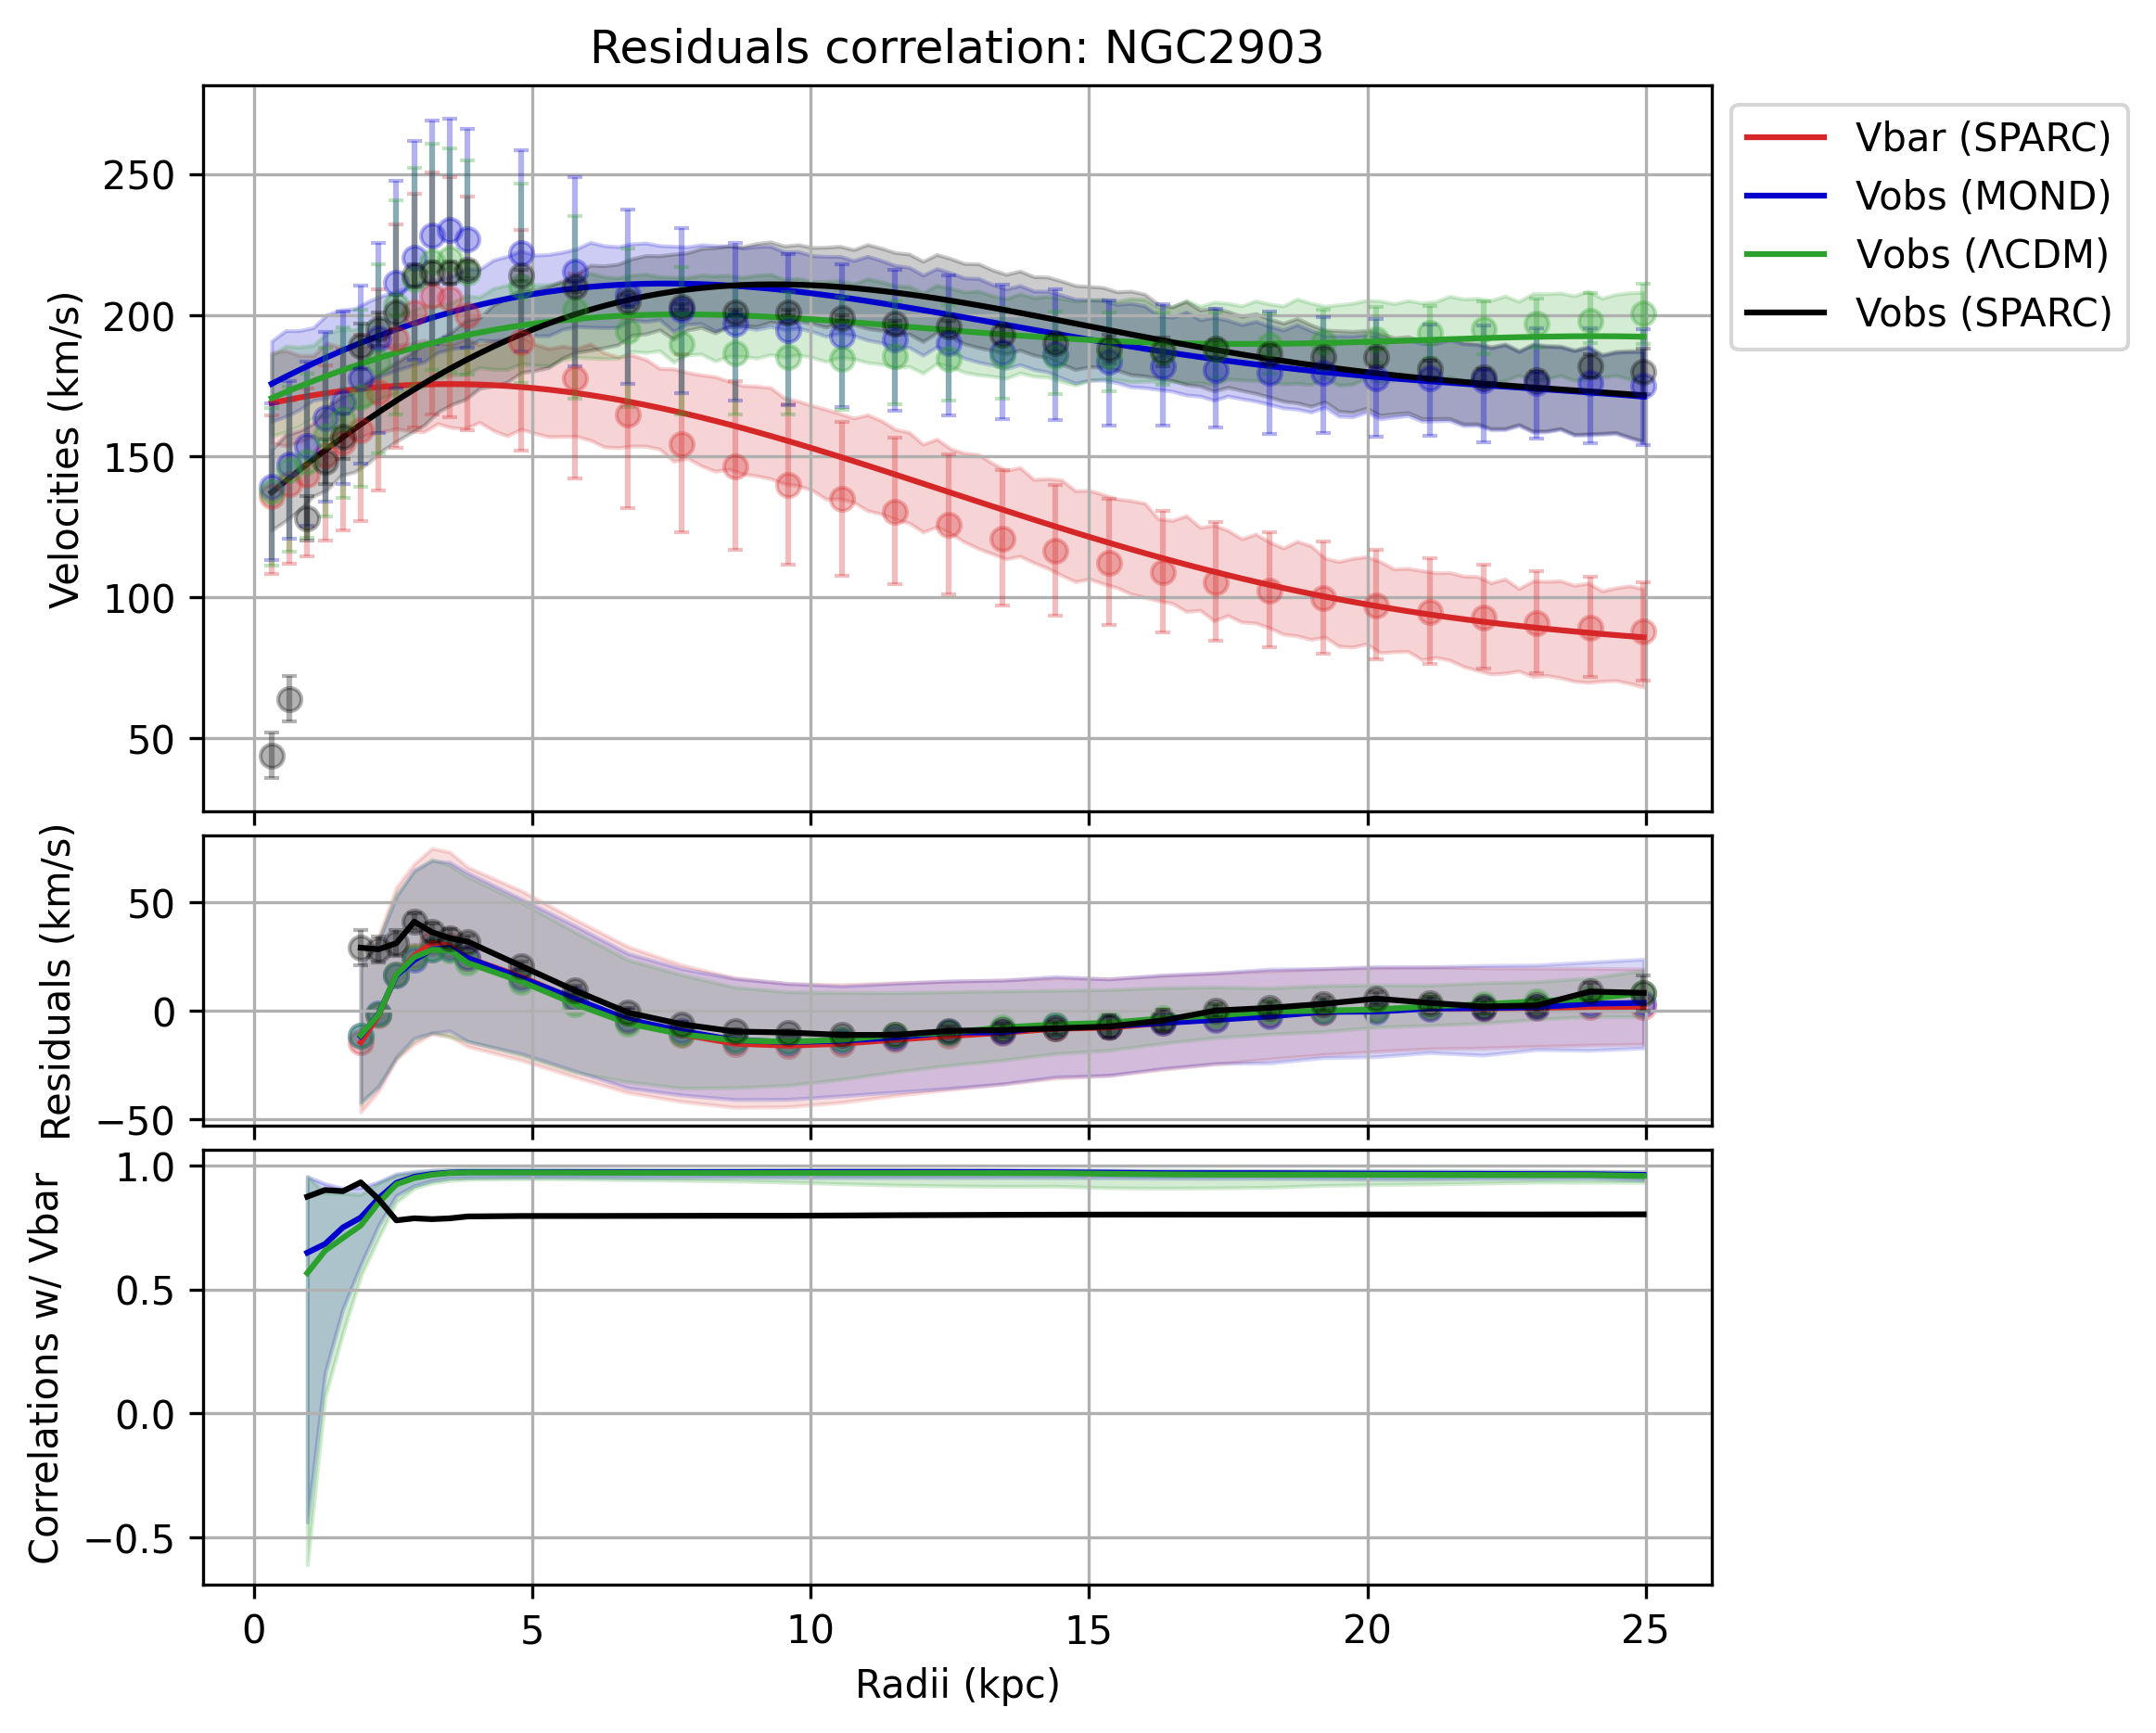 Residuals correlation: NGC2903
Velocities (km/s)
250
200
150
100
50
Vbar (SPARC)
Vobs (MOND)
Vobs (ΛCDM)
Vobs (SPARC)
Residuals (km/s)
50
0
−50
Correlations w/ Vbar
1.0
0.5
0.0
−0.5
0 5 10 15 20 25
Radii (kpc)